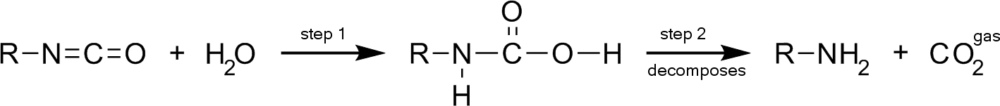 O
step 1 step 2 gas
R–N=C=O + H₂O R–N–C–O–H R–NH₂ + CO₂
decomposes
H